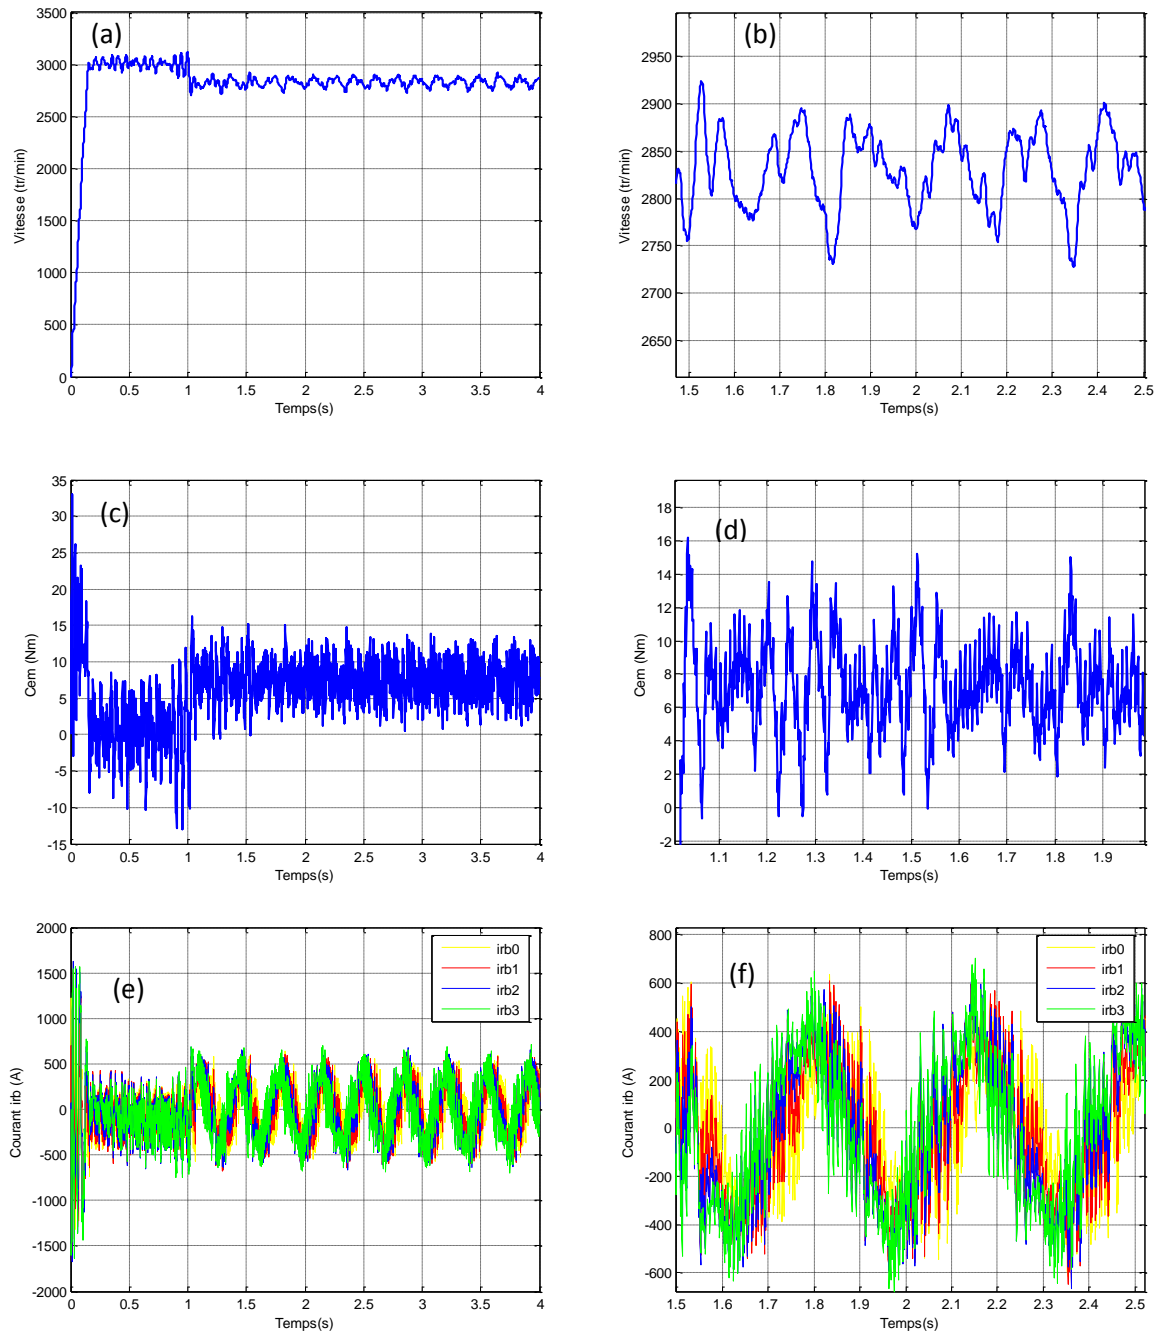 (a)
Vitesse (tr/min)
3500
3000
2500
2000
1500
1000
500
0
0 0.5 1 1.5 2 2.5 3 3.5 4
Temps(s)
(b)
Vitesse (tr/min)
2950
2900
2850
2800
2750
2700
2650
1.5 1.6 1.7 1.8 1.9 2 2.1 2.2 2.3 2.4 2.5
Temps(s)
(c)
Cem (Nm)
35
30
25
20
15
10
5
0
-5
-10
-15
0 0.5 1 1.5 2 2.5 3 3.5 4
Temps(s)
(d)
Cem (Nm)
18
16
14
12
10
8
6
4
2
0
-2
1.1 1.2 1.3 1.4 1.5 1.6 1.7 1.8 1.9
Temps(s)
(e)
Courant irb (A)
2000
1500
1000
500
0
-500
-1000
-1500
-2000
irb0
irb1
irb2
irb3
0 0.5 1 1.5 2 2.5 3 3.5 4
Temps(s)
(f)
Courant irb (A)
800
600
400
200
0
-200
-400
-600
irb0
irb1
irb2
irb3
1.5 1.6 1.7 1.8 1.9 2 2.1 2.2 2.3 2.4 2.5
Temps(s)